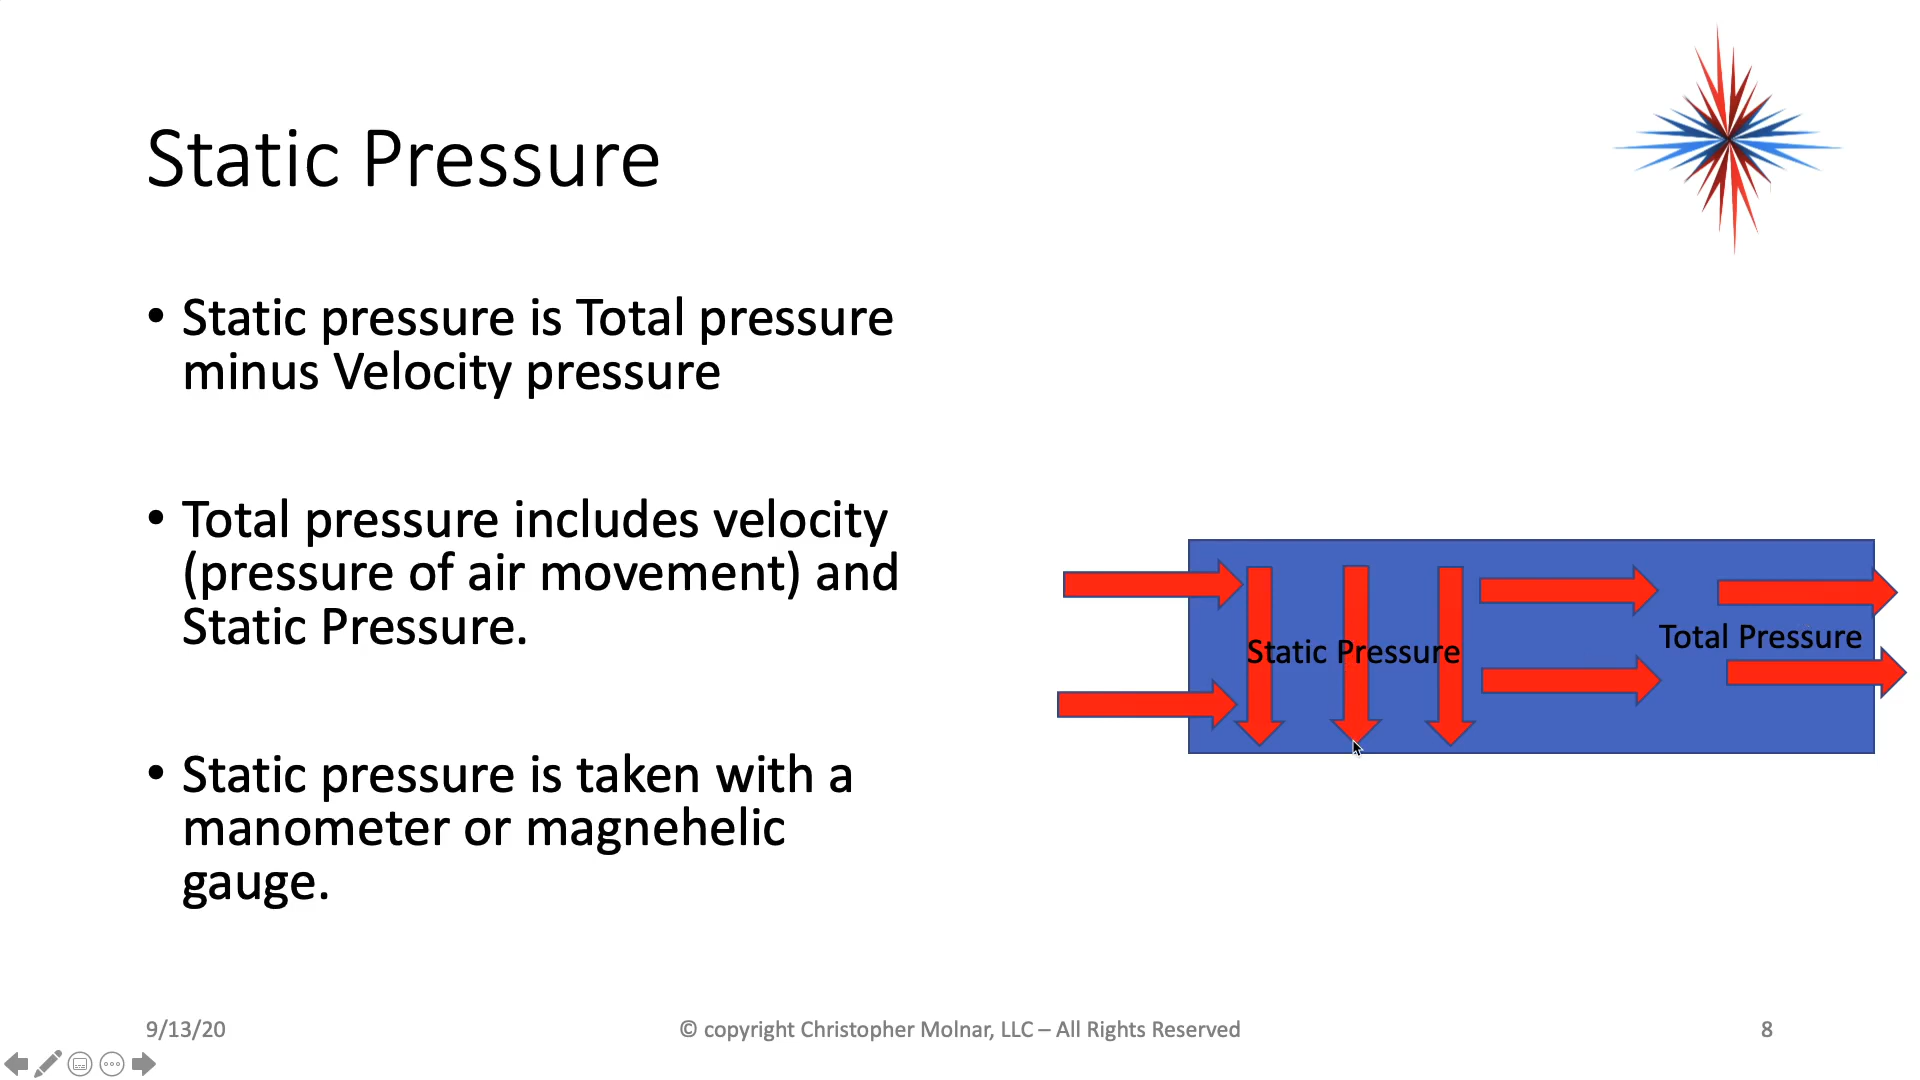 Static Pressure
• Static pressure is Total pressure
minus Velocity pressure
• Total pressure includes velocity
(pressure of air movement) and
Static Pressure.
• Static pressure is taken with a
manometer or magnehelic
gauge.
Static Pressure
Total Pressure
9/13/20
© copyright Christopher Molnar, LLC – All Rights Reserved
8